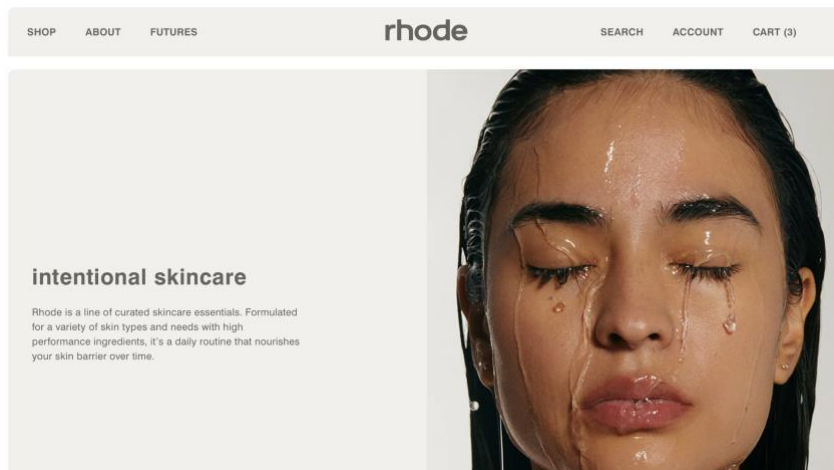 SHOP ABOUT FUTURES rhode SEARCH ACCOUNT CART (3)
intentional skincare
Rhode is a line of curated skincare essentials. Formulated
for a variety of skin types and needs with high
performance ingredients, it's a daily routine that nourishes
your skin barrier over time.